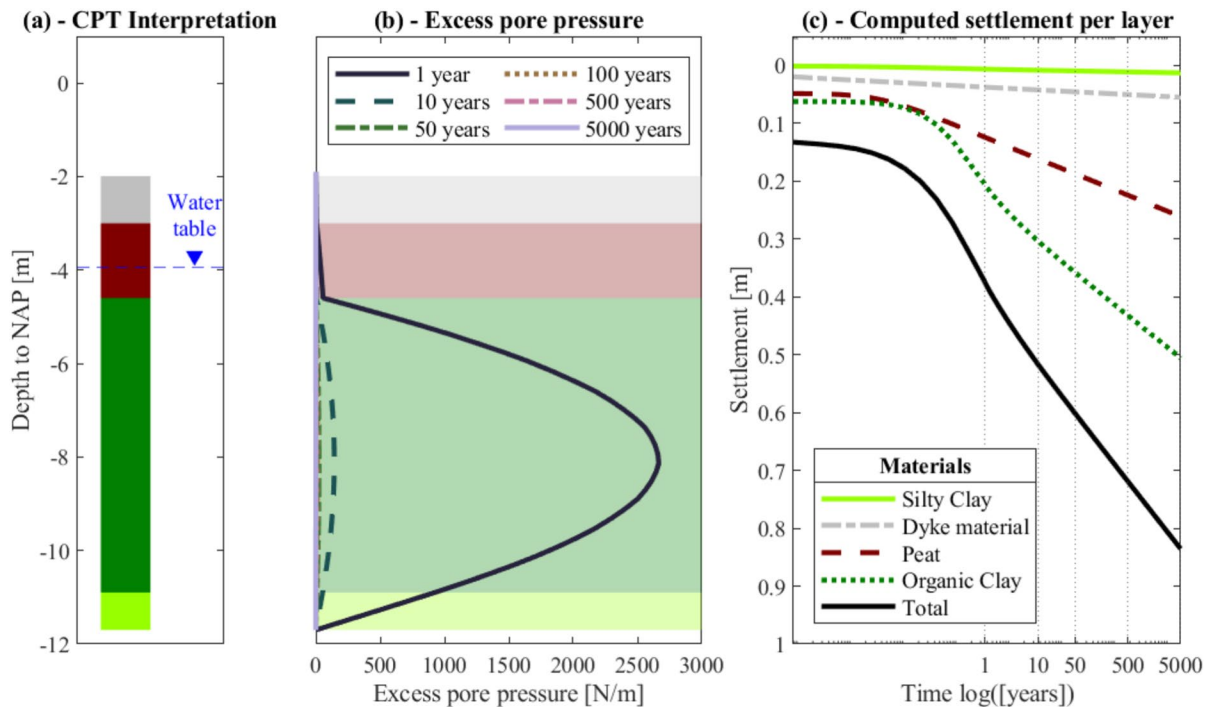 (a) - CPT Interpretation
Depth to NAP [m]
0
-2
-4
-6
-8
-10
-12
Water
table
(b) - Excess pore pressure
1 year
10 years
50 years
100 years
500 years
5000 years
0
500
1000
1500
2000
2500
3000
Excess pore pressure [N/m]
(c) - Computed settlement per layer
Settlement [m]
0
0.1
0.2
0.3
0.4
0.5
0.6
0.7
0.8
0.9
1
Materials
Silty Clay
Dyke material
Peat
Organic Clay
Total
1
10
50
500
5000
Time log([years])